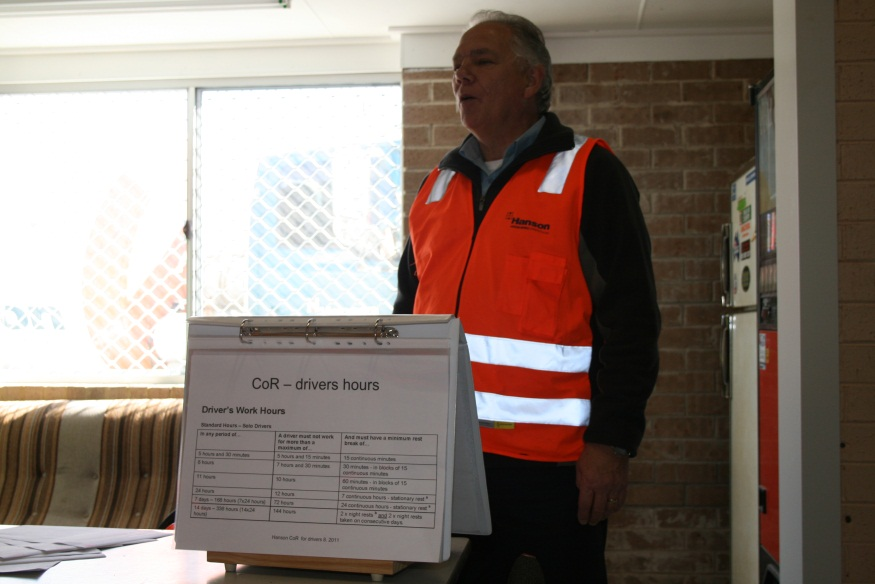 Hanson
CoR – drivers hours
Driver's Work Hours
Standard Hours – Solo Drivers
In any period of…
A driver must not work
for more than a
maximum of…
And must have a minimum rest
break of…
5 hours and 30 minutes
5 hours and 15 minutes
15 continuous minutes
8 hours
7 hours and 30 minutes
30 minutes - in blocks of 15
continuous minutes
11 hours
10 hours
60 minutes - in blocks of 15
continuous minutes
24 hours
12 hours
7 continuous hours - stationary rest
7 days – 168 hours (7x24 hours)
72 hours
24 continuous hours - stationary rest
14 days – 336 hours (14x24
hours)
144 hours
2 x night rests and 2 x night rests
taken on consecutive days
Hanson CoR for drivers 2011